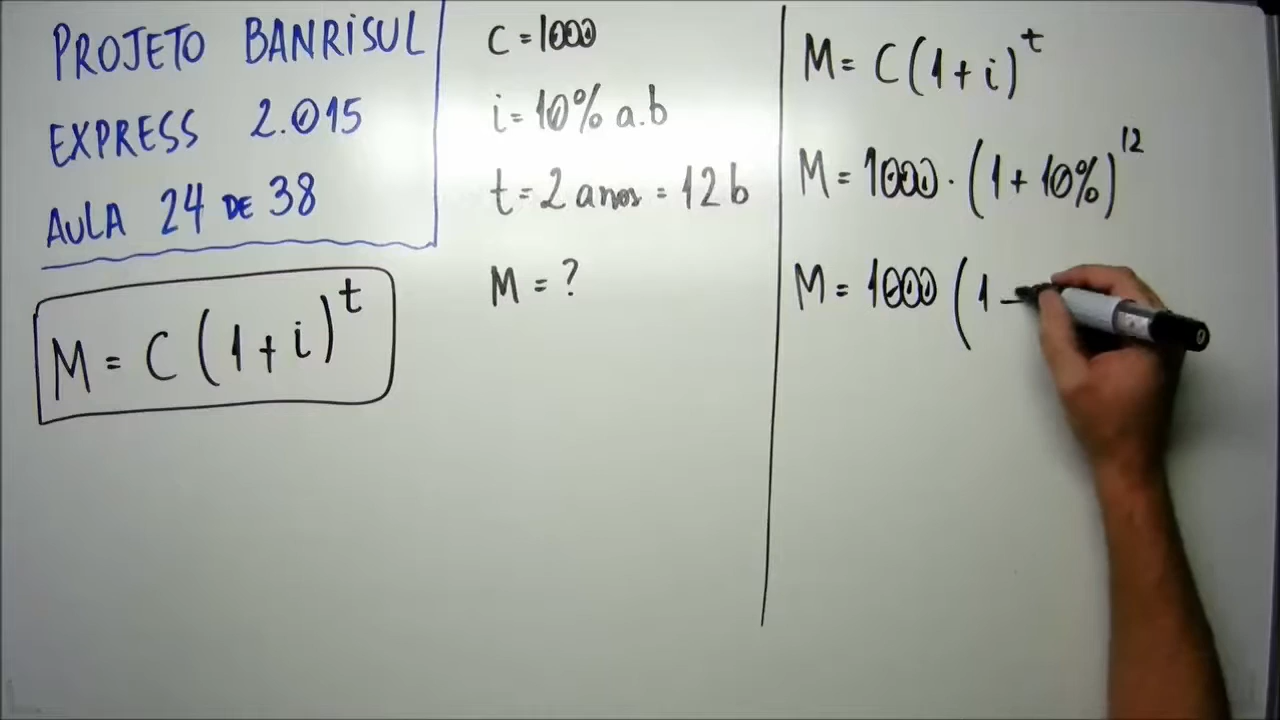 PROJETO BANRISUL
EXPRESS 2.015
AULA 24 DE 38
M = C (1 + i)^t
C = 1000
i = 10% a.b
t = 2 anos = 12 b
M = ?
M = C (1 + i)^t
M = 1000 · (1 + 10%)^12
M = 1000 (1 –